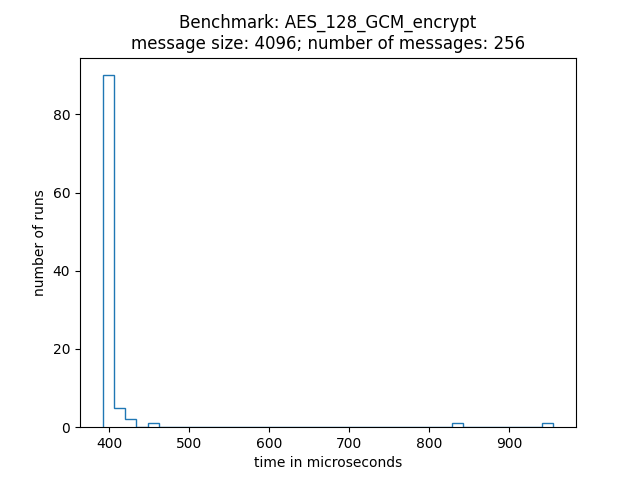 Benchmark: AES_128_GCM_encrypt
message size: 4096; number of messages: 256
number of runs
80
60
40
20
0
400 500 600 700 800 900
time in microseconds